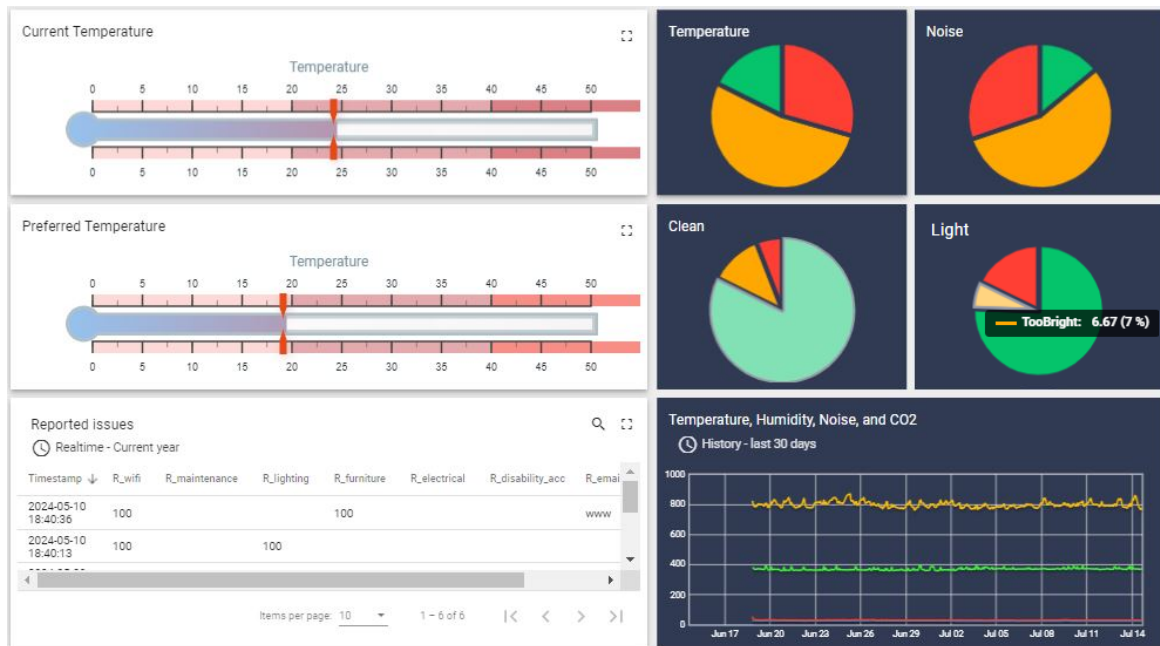 Current Temperature
Temperature
0 5 10 15 20 25 30 35 40 45 50
0 5 10 15 20 25 30 35 40 45 50
Preferred Temperature
Temperature
0 5 10 15 20 25 30 35 40 45 50
0 5 10 15 20 25 30 35 40 45 50
Reported issues
Realtime - Current year
Timestamp R_wifi R_maintenance R_lighting R_furniture R_electrical R_disability_acc R_emai
2024-05-10
18:40:36 100 100 www
2024-05-10
18:40:13 100 100
Items per page: 10 1 – 6 of 6
Temperature
Noise
Clean
Light
TooBright: 6.67 (7 %)
Temperature, Humidity, Noise, and CO2
History - last 30 days
1000
800
600
400
200
0
Jun 17 Jun 20 Jun 23 Jun 26 Jun 29 Jul 02 Jul 05 Jul 08 Jul 11 Jul 14